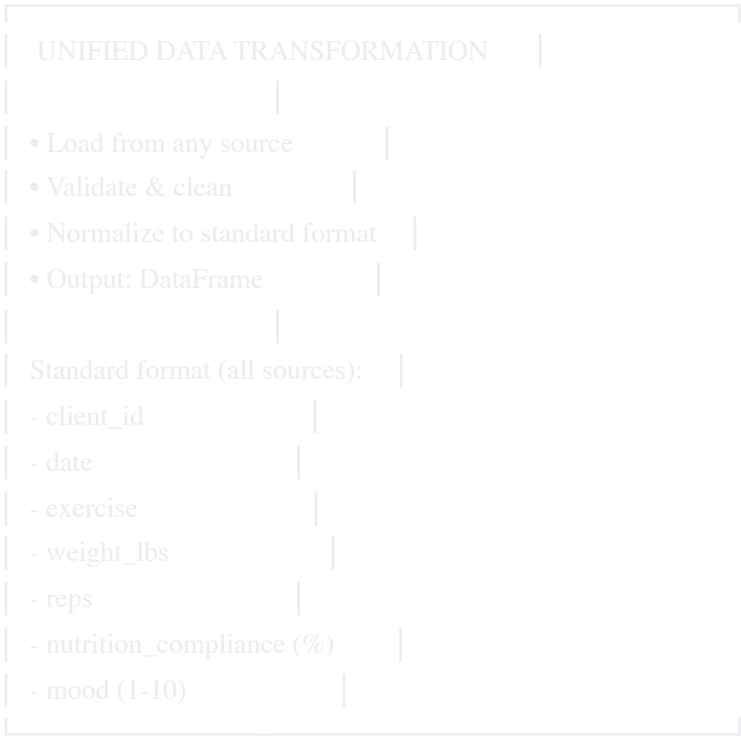 UNIFIED DATA TRANSFORMATION
• Load from any source
• Validate & clean
• Normalize to standard format
• Output: DataFrame
Standard format (all sources):
- client_id
- date
- exercise
- weight_lbs
- reps
- nutrition_compliance (%)
- mood (1-10)